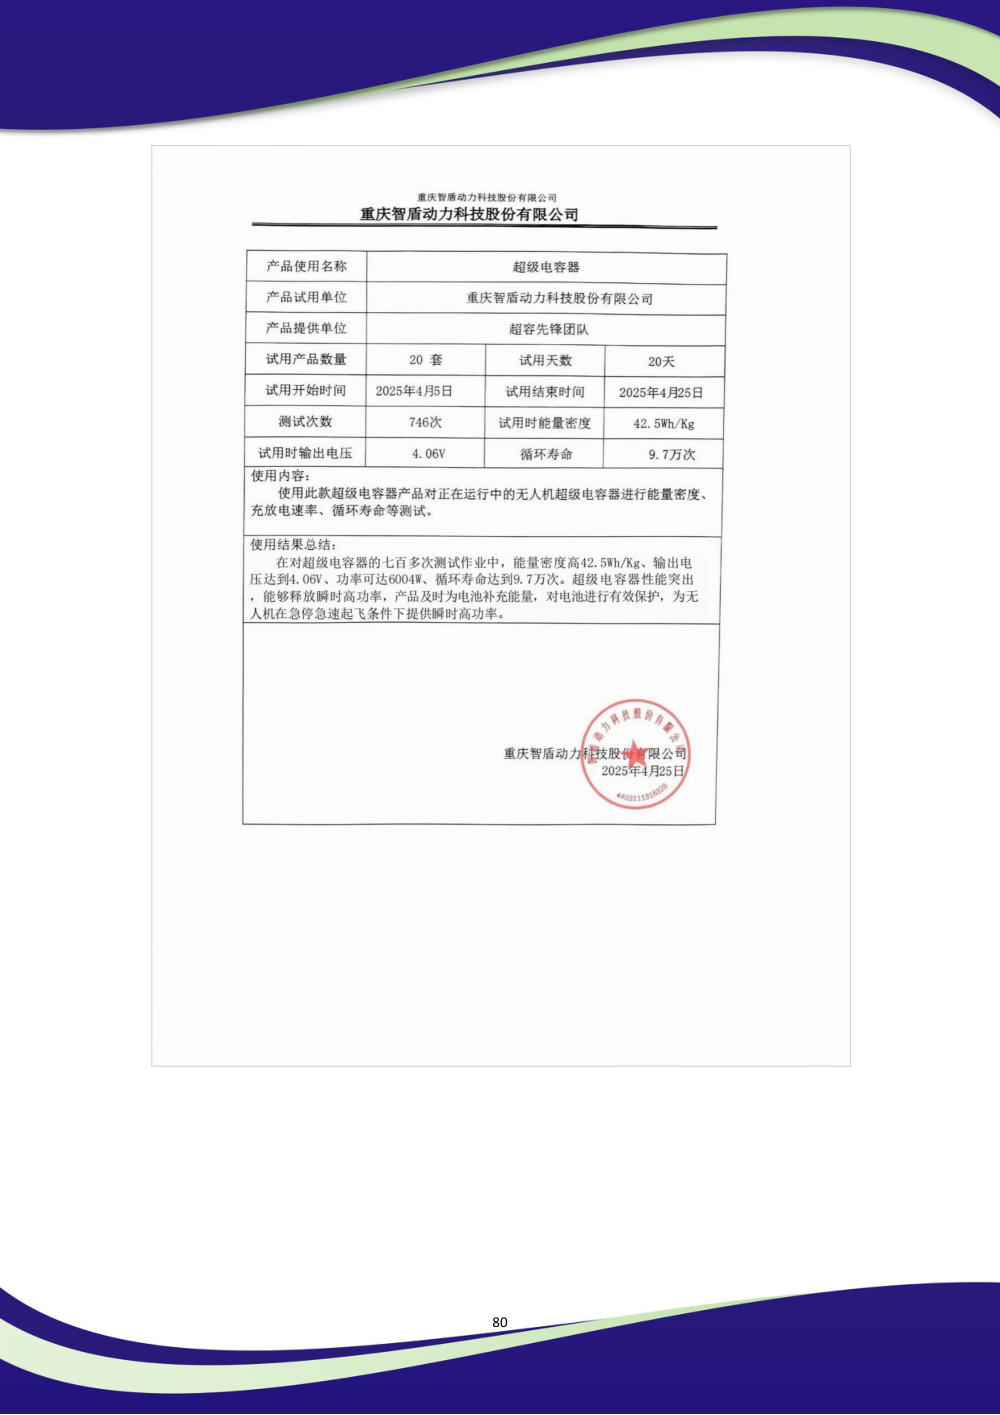 重庆智盾动力科技股份有限公司
重庆智盾动力科技股份有限公司
产品使用名称 超级电容器
产品试用单位 重庆智盾动力科技股份有限公司
产品提供单位 超容先锋团队
试用产品数量 20 套 试用天数 20天
试用开始时间 2025年4月5日 试用结束时间 2025年4月25日
测试次数 746次 试用时能量密度 42.5Wh/Kg
试用时输出电压 4.06V 循环寿命 9.7万次
使用内容：
使用此款超级电容器产品对正在运行中的无人机超级电容器进行能量密度、
充放电速率、循环寿命等测试。
使用结果总结：
在对超级电容器的七百多次测试作业中，能量密度高42.5Wh/Kg、输出电
压达到4.06V、功率可达6004W、循环寿命达到9.7万次。超级电容器性能突出
，能够释放瞬时高功率，产品及时为电池补充能量，对电池进行有效保护，为无
人机在急停急速起飞条件下提供瞬时高功率。
动力科技股份有限公司
重庆智盾动力科技股份有限公司
2025年4月25日
80